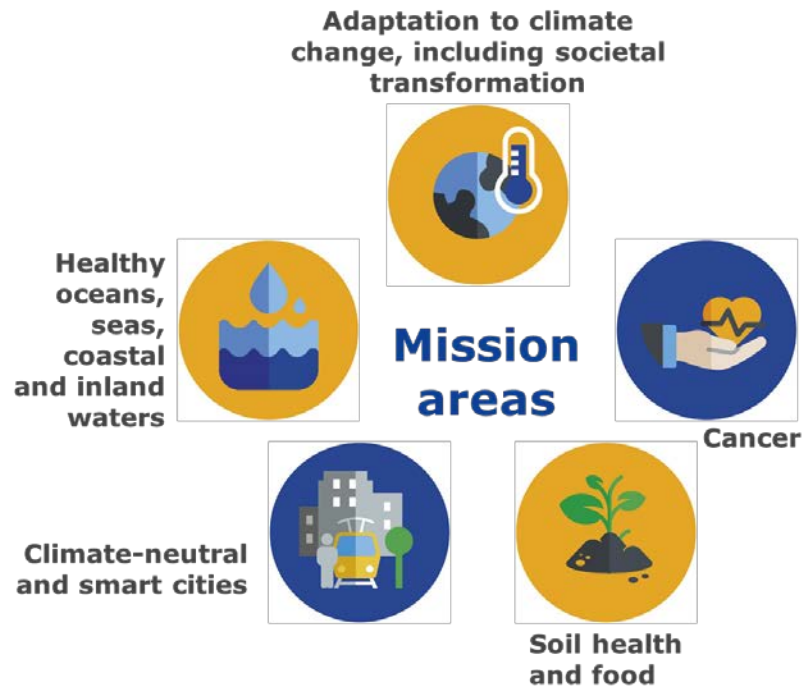 Adaptation to climate
change, including societal
transformation
Healthy
oceans,
seas,
coastal
and inland
waters
Mission
areas
Cancer
Climate-neutral
and smart cities
Soil health
and food